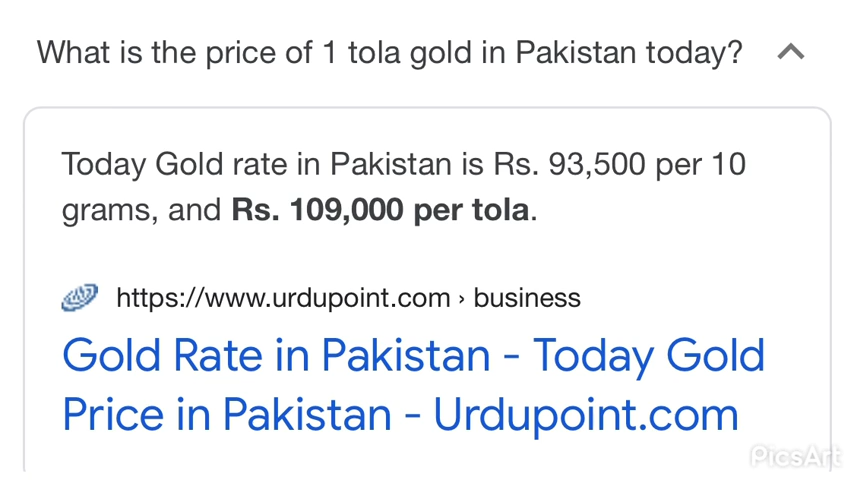 What is the price of 1 tola gold in Pakistan today?
Today Gold rate in Pakistan is Rs. 93,500 per 10
grams, and Rs. 109,000 per tola.
https://www.urdupoint.com › business
Gold Rate in Pakistan - Today Gold
Price in Pakistan - Urdupoint.com
PicsArt